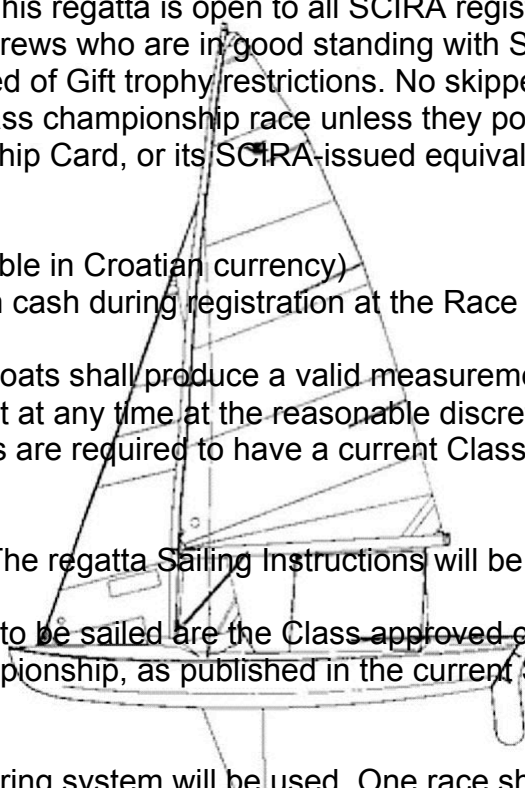 his regatta is open to all SCIRA regis
rews who are in good standing with S
ed of Gift trophy restrictions. No skippe
ass championship race unless they po
hip Card, or its SCIRA-issued equival
ble in Croatian currency)
n cash during registration at the Race
oats shall produce a valid measureme
t at any time at the reasonable discre
s are required to have a current Class
The regatta Sailing Instructions will be
to be sailed are the Class approved c
pionship, as published in the current S
ring system will be used. One race sh